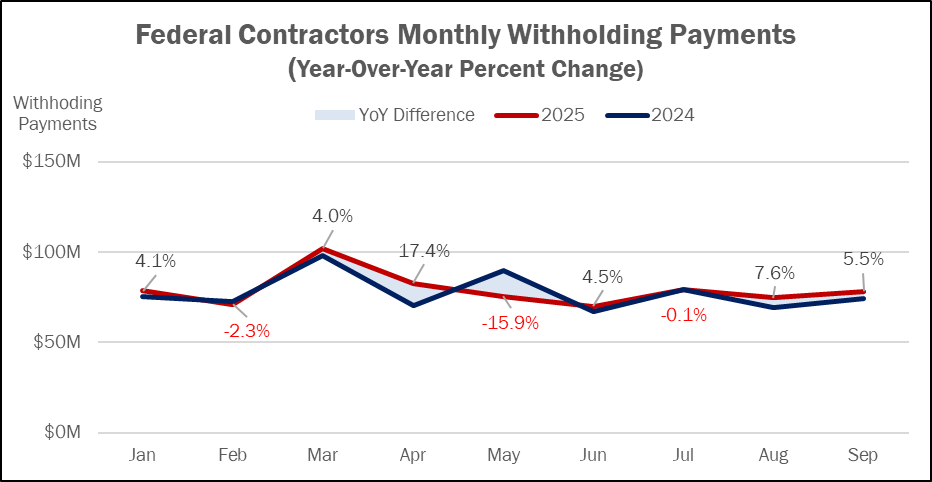 Federal Contractors Monthly Withholding Payments
(Year-Over-Year Percent Change)
Withhoding
Payments
YoY Difference 2025 2024
$150M
$100M
$50M
$0M
4.1%
-2.3%
4.0%
17.4%
-15.9%
4.5%
-0.1%
7.6%
5.5%
Jan Feb Mar Apr May Jun Jul Aug Sep